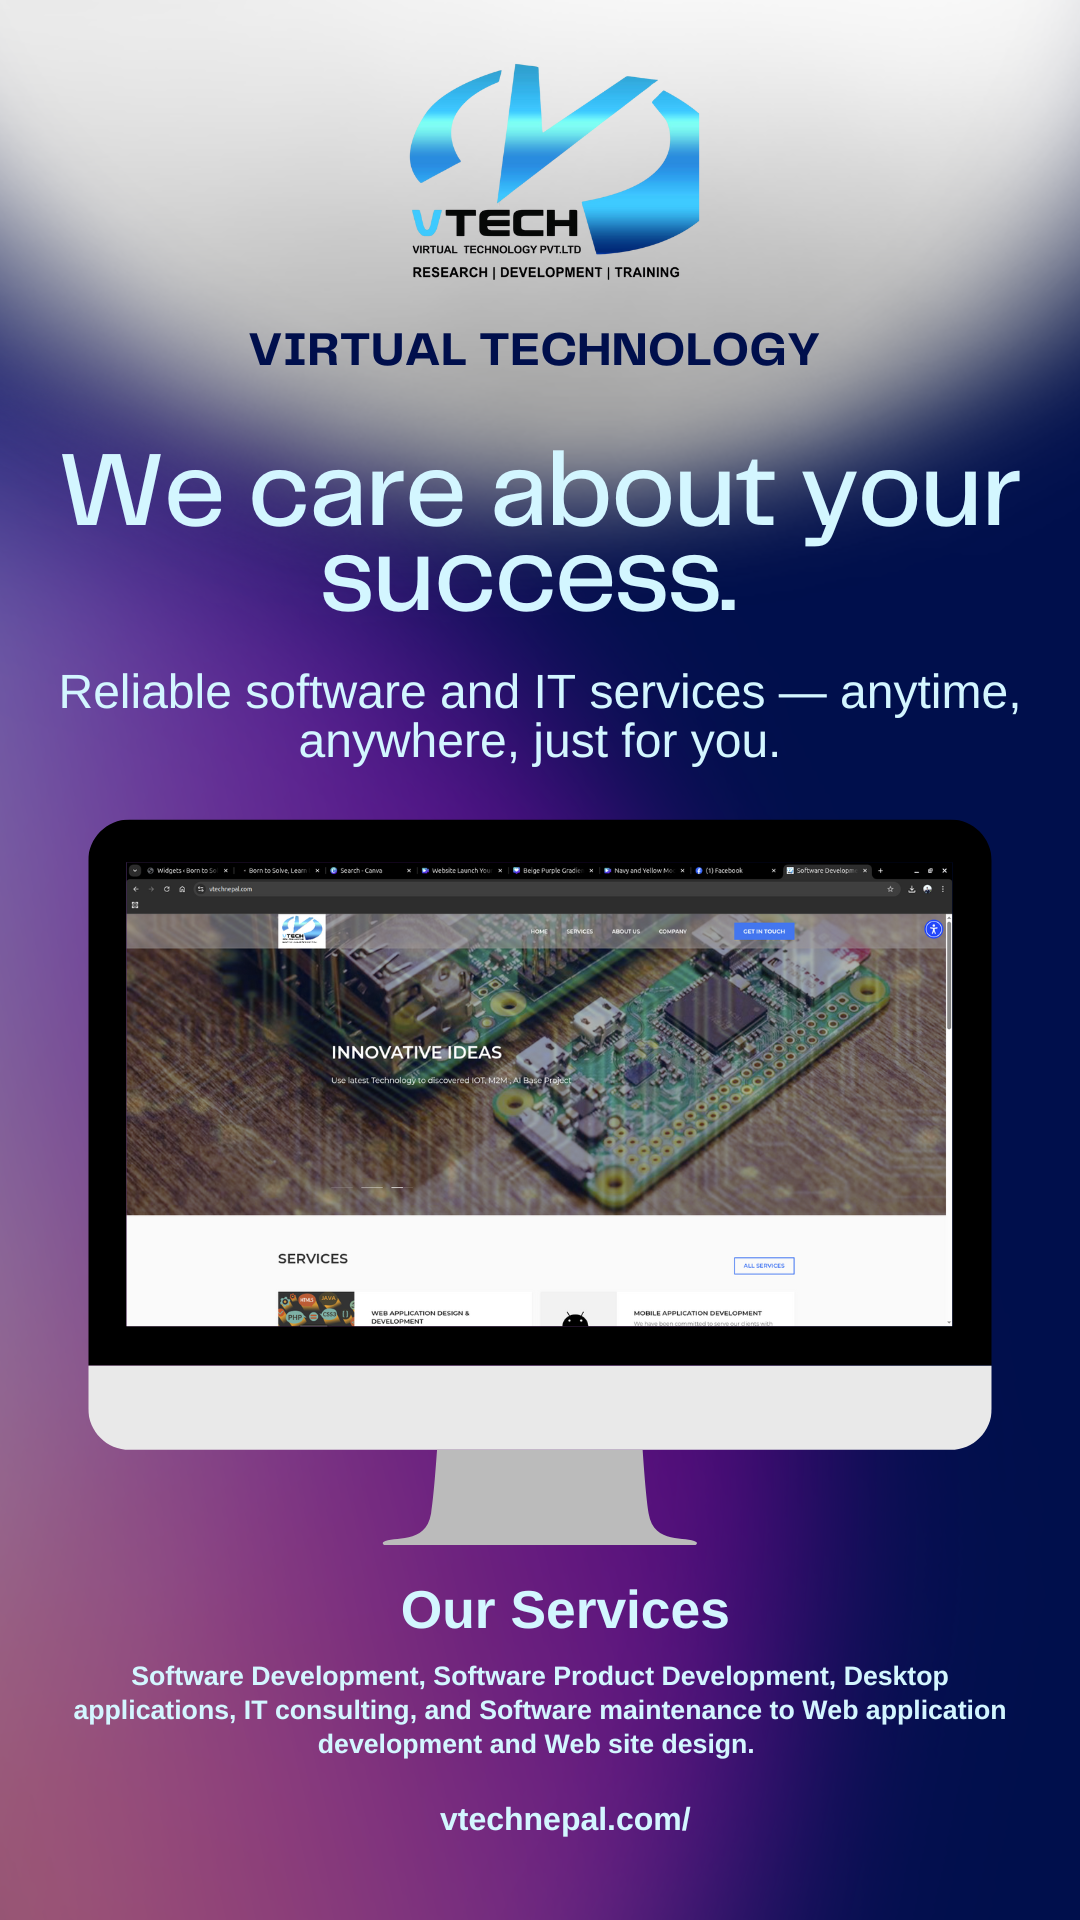 VTECH
VIRTUAL TECHNOLOGY PVT.LTD
RESEARCH | DEVELOPMENT | TRAINING
VIRTUAL TECHNOLOGY
We care about your
success.
Reliable software and IT services — anytime,
anywhere, just for you.
Widgets ‹ Born to So
Born to Solve, Learn
Search - Canva
Website Launch You
Beige Purple Gradie
Navy and Yellow Mo
(1) Facebook
Software Developm
vtechnepal.com
VTECH
HOME SERVICES ABOUT US COMPANY GET IN TOUCH
INNOVATIVE IDEAS
Use latest Technology to discovered IOT, M2M , AI Base Project
SERVICES
ALL SERVICES
HTML5 JAVA
PHP CSS3 {}
WEB APPLICATION DESIGN &
DEVELOPMENT
MOBILE APPLICATION DEVELOPMENT
We have been committed to serve our clients with
Our Services
Software Development, Software Product Development, Desktop
applications, IT consulting, and Software maintenance to Web application
development and Web site design.
vtechnepal.com/